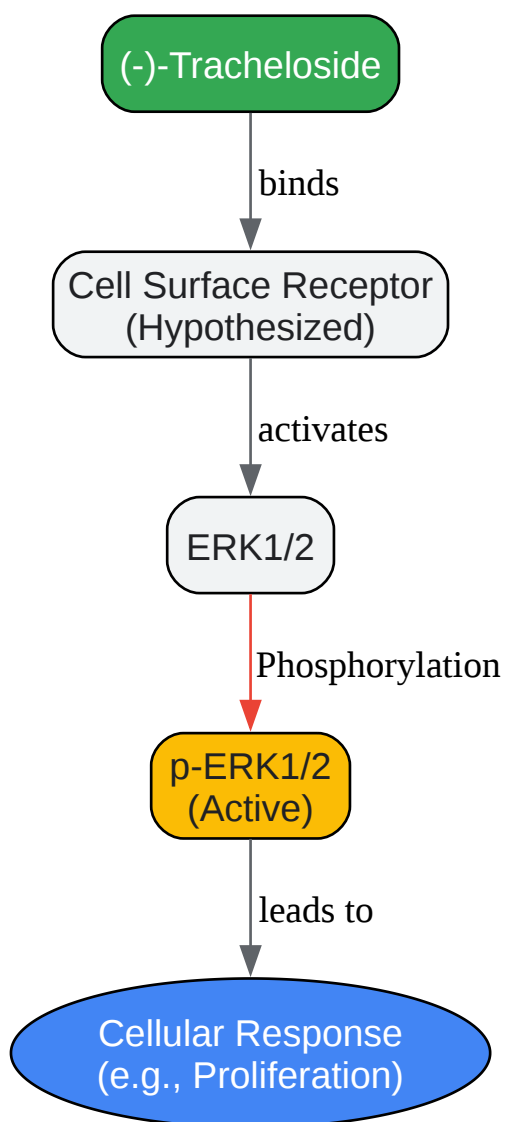 (-)-Tracheloside
binds
Cell Surface Receptor
(Hypothesized)
activates
ERK1/2
Phosphorylation
p-ERK1/2
(Active)
leads to
Cellular Response
(e.g., Proliferation)